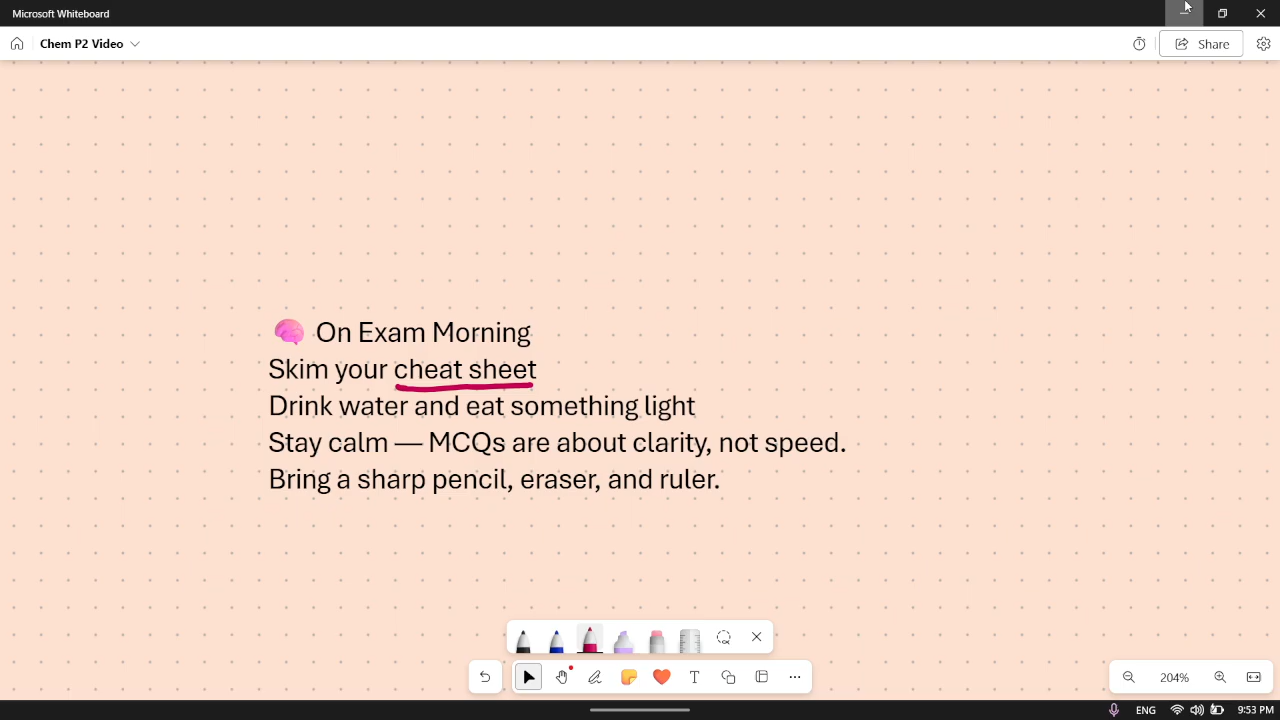 Microsoft Whiteboard
Chem P2 Video
Share
On Exam Morning
Skim your cheat sheet
Drink water and eat something light
Stay calm — MCQs are about clarity, not speed.
Bring a sharp pencil, eraser, and ruler.
204%
ENG
9:53 PM